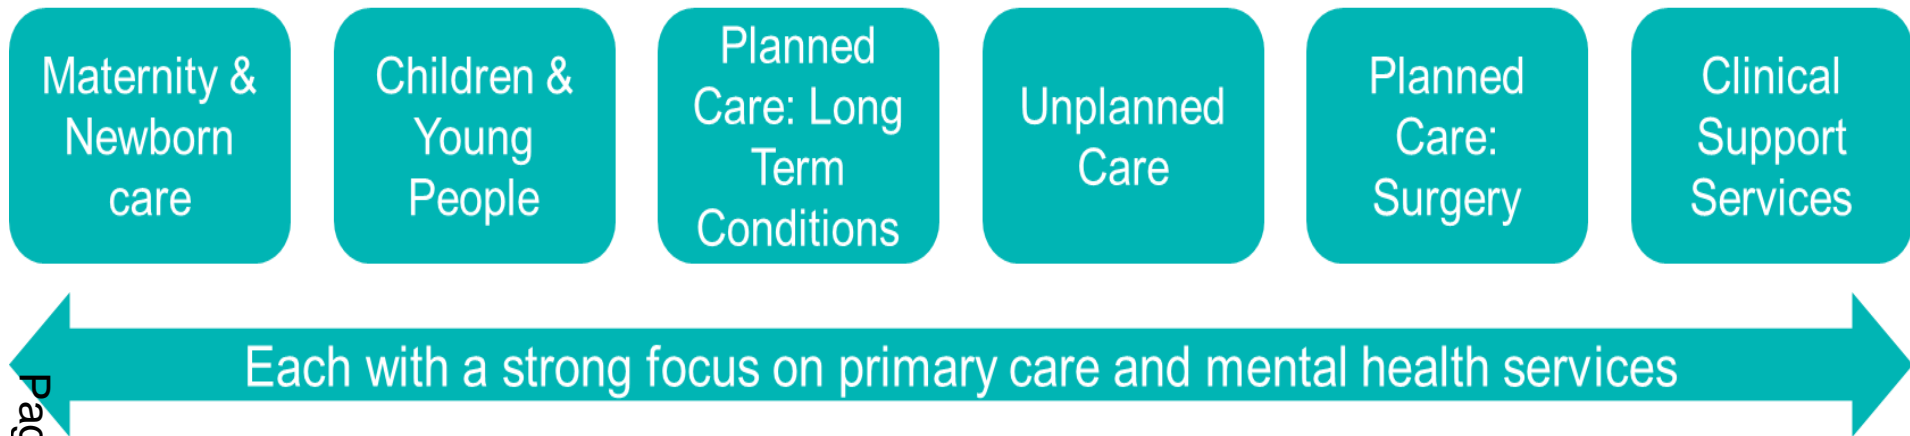 Maternity &
Newborn
care
Children &
Young
People
Planned
Care: Long
Term
Conditions
Unplanned
Care
Planned
Care:
Surgery
Clinical
Support
Services
Each with a strong focus on primary care and mental health services
Pag